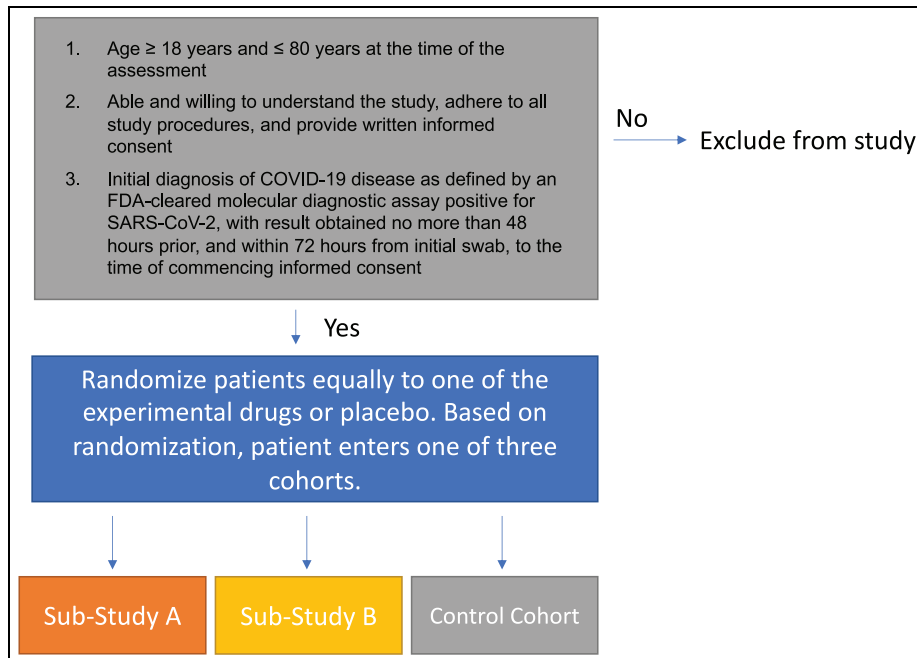 1. Age ≥ 18 years and ≤ 80 years at the time of the
assessment
2. Able and willing to understand the study, adhere to all
study procedures, and provide written informed
consent
3. Initial diagnosis of COVID-19 disease as defined by an
FDA-cleared molecular diagnostic assay positive for
SARS-CoV-2, with result obtained no more than 48
hours prior, and within 72 hours from initial swab, to the
time of commencing informed consent
No
Exclude from study
Yes
Randomize patients equally to one of the
experimental drugs or placebo. Based on
randomization, patient enters one of three
cohorts.
Sub-Study A
Sub-Study B
Control Cohort